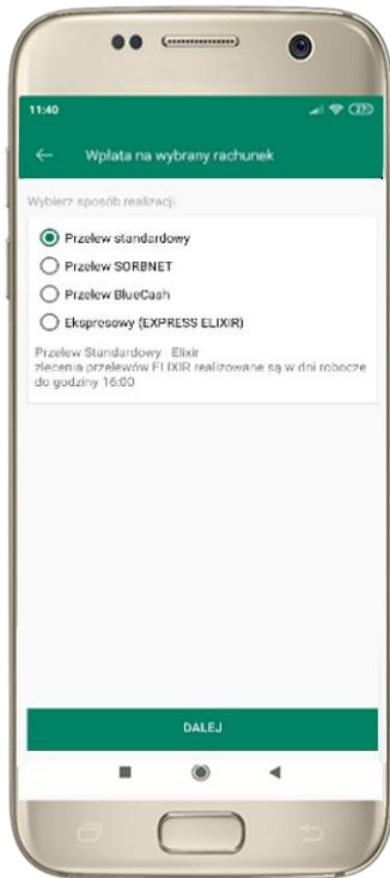 11:40
Wpłata na wybrany rachunek
Wybierz sposób realizacji
Przelew standardowy
Przelew SORBNET
Przelew BlueCash
Ekspresowy (EXPRESS ELIXIR)
Przelew Standardowy - Elixir
zlecenia przelewów ELIXIR realizowane są w dni robocze
do godziny 16:00
DALEJ